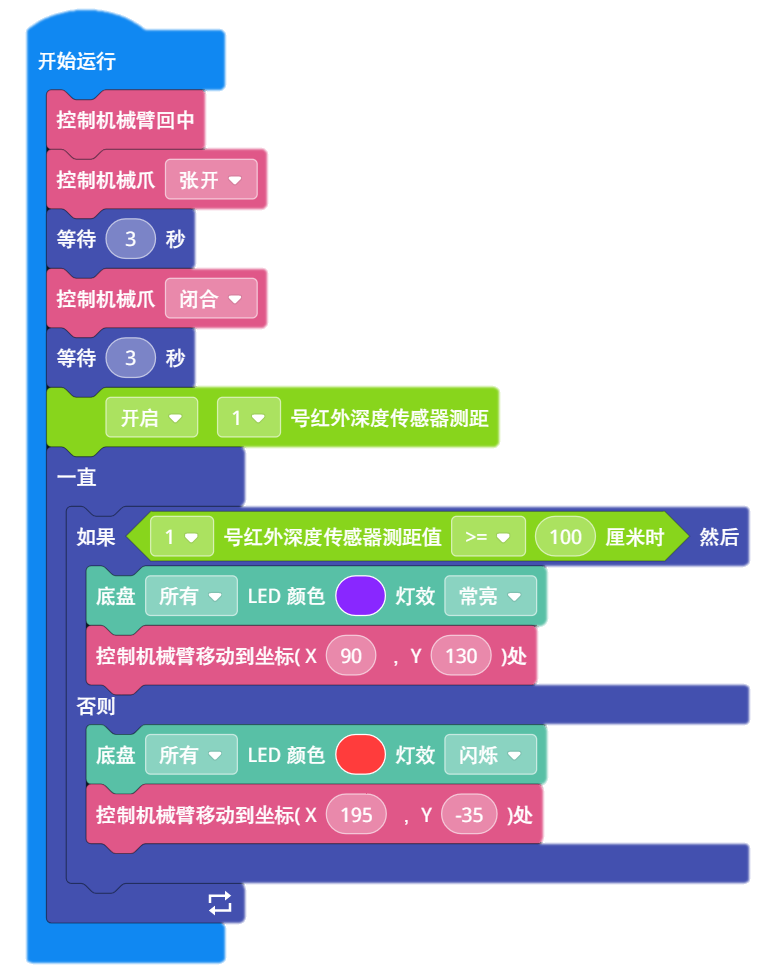 开始运行
控制机械臂回中
控制机械爪 张开
等待 3 秒
控制机械爪 闭合
等待 3 秒
开启 1 号红外深度传感器测距
一直
如果 1 号红外深度传感器测距值 >= 100 厘米时 然后
底盘 所有 LED 颜色 灯效 常亮
控制机械臂移动到坐标( X 90 , Y 130 )处
否则
底盘 所有 LED 颜色 灯效 闪烁
控制机械臂移动到坐标( X 195 , Y -35 )处